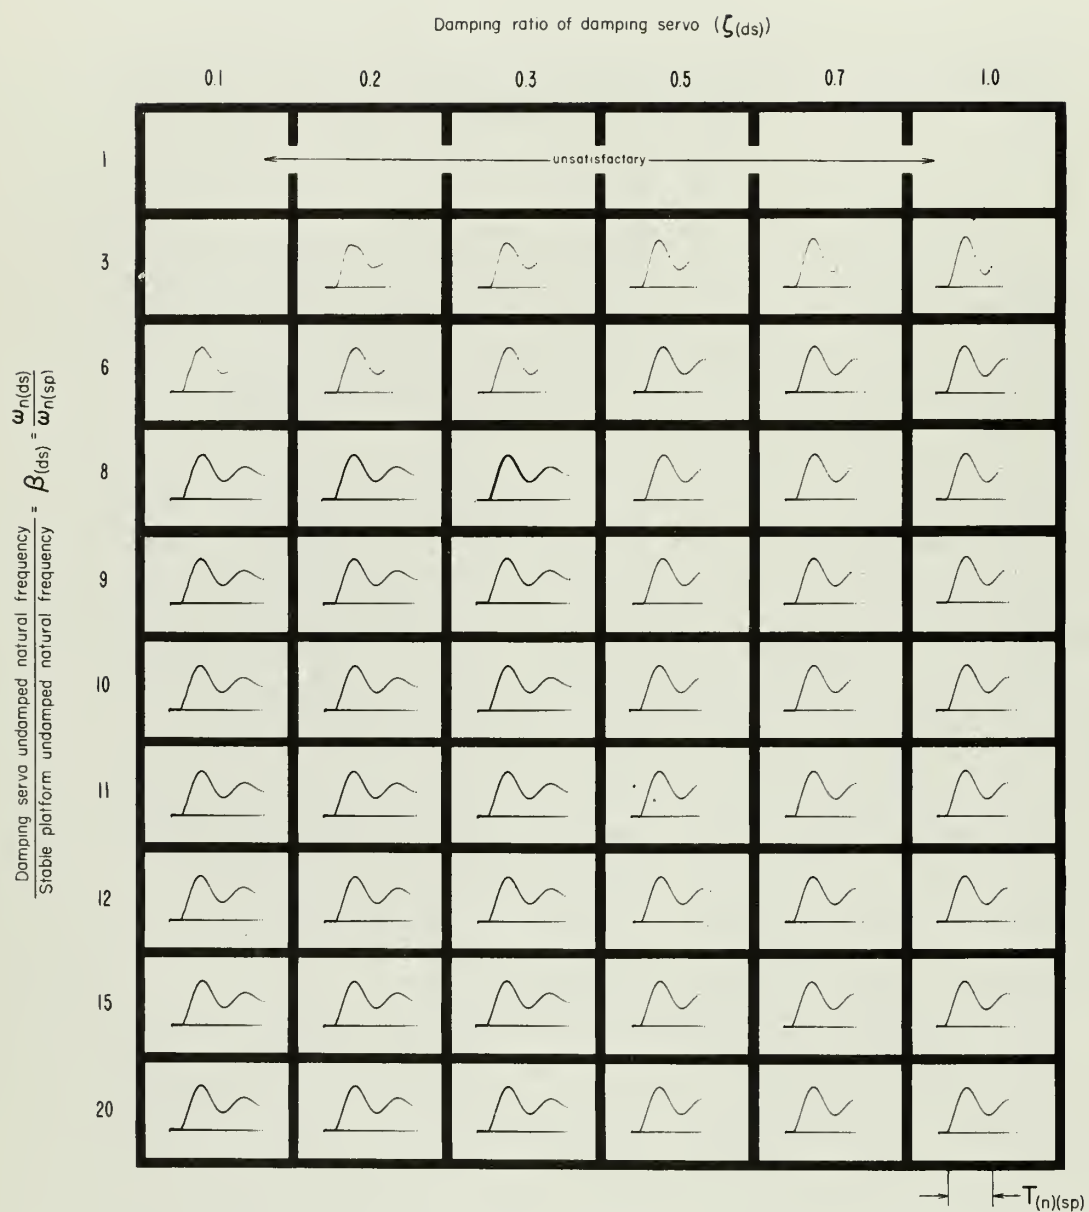 Damping ratio of damping servo (ζ(ds))
0.1 0.2 0.3 0.5 0.7 1.0
1 unsatisfactory
3
6
8
9
10
11
12
15
20
Damping servo undamped natural frequency / Stable platform undamped natural frequency = β(ds) = ωn(ds) / ωn(sp)
T(n)(sp)